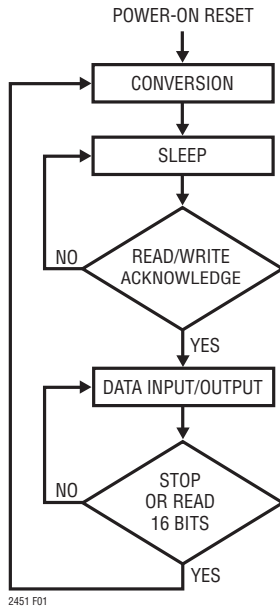 POWER-ON RESET
CONVERSION
SLEEP
NO
READ/WRITE
ACKNOWLEDGE
YES
DATA INPUT/OUTPUT
NO
STOP
OR READ
16 BITS
YES
2451 F01